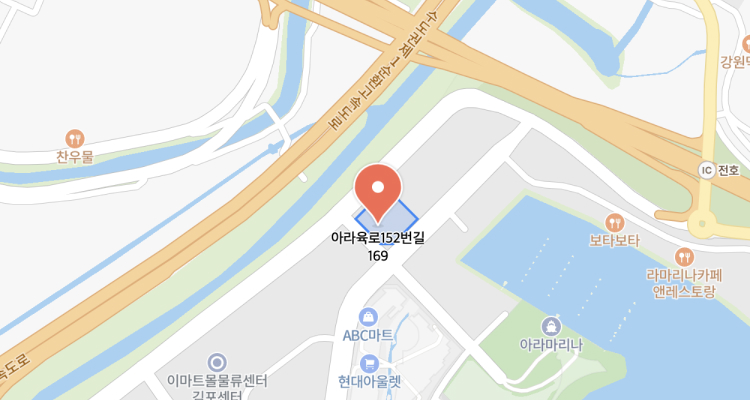 수도권제1순환고속도로
강원막
찬우물
IC 전호
아라육로152번길
169
보타보타
라마리나카페
앤레스토랑
ABC마트
아라마리나
현대아울렛
이마트몰물류센터
김포센터
속도로